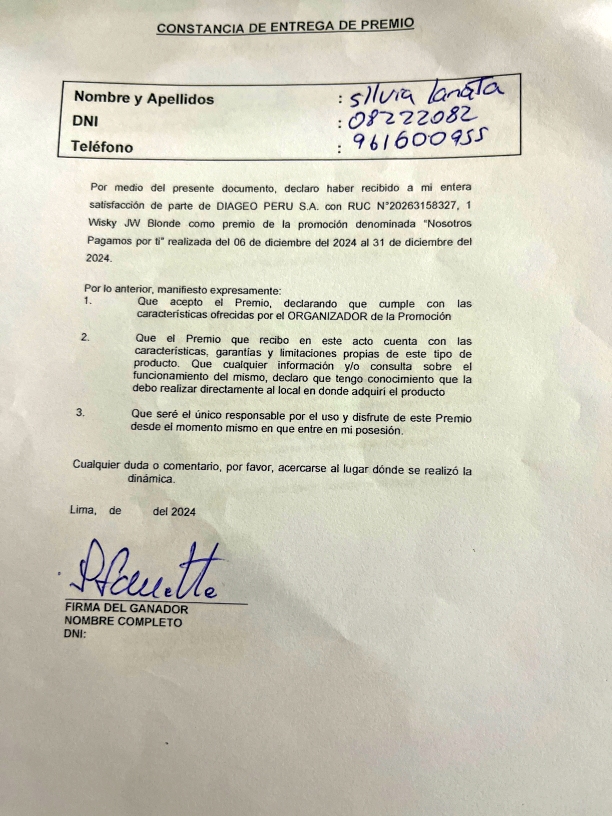 CONSTANCIA DE ENTREGA DE PREMIO
Nombre y Apellidos : Silvia Lanata
DNI : 08222082
Teléfono : 961600955
Por medio del presente documento, declaro haber recibido a mi entera
satisfacción de parte de DIAGEO PERU S.A. con RUC N°20263158327, 1
Wisky JW Blonde como premio de la promoción denominada “Nosotros
Pagamos por ti” realizada del 06 de diciembre del 2024 al 31 de diciembre del
2024.
Por lo anterior, manifiesto expresamente:
1. Que acepto el Premio, declarando que cumple con las
características ofrecidas por el ORGANIZADOR de la Promoción
2. Que el Premio que recibo en este acto cuenta con las
características, garantías y limitaciones propias de este tipo de
producto. Que cualquier información y/o consulta sobre el
funcionamiento del mismo, declaro que tengo conocimiento que la
debo realizar directamente al local en donde adquirí el producto
3. Que seré el único responsable por el uso y disfrute de este Premio
desde el momento mismo en que entre en mi posesión.
Cualquier duda o comentario, por favor, acercarse al lugar dónde se realizó la
dinámica.
Lima, de del 2024
FIRMA DEL GANADOR
NOMBRE COMPLETO
DNI: